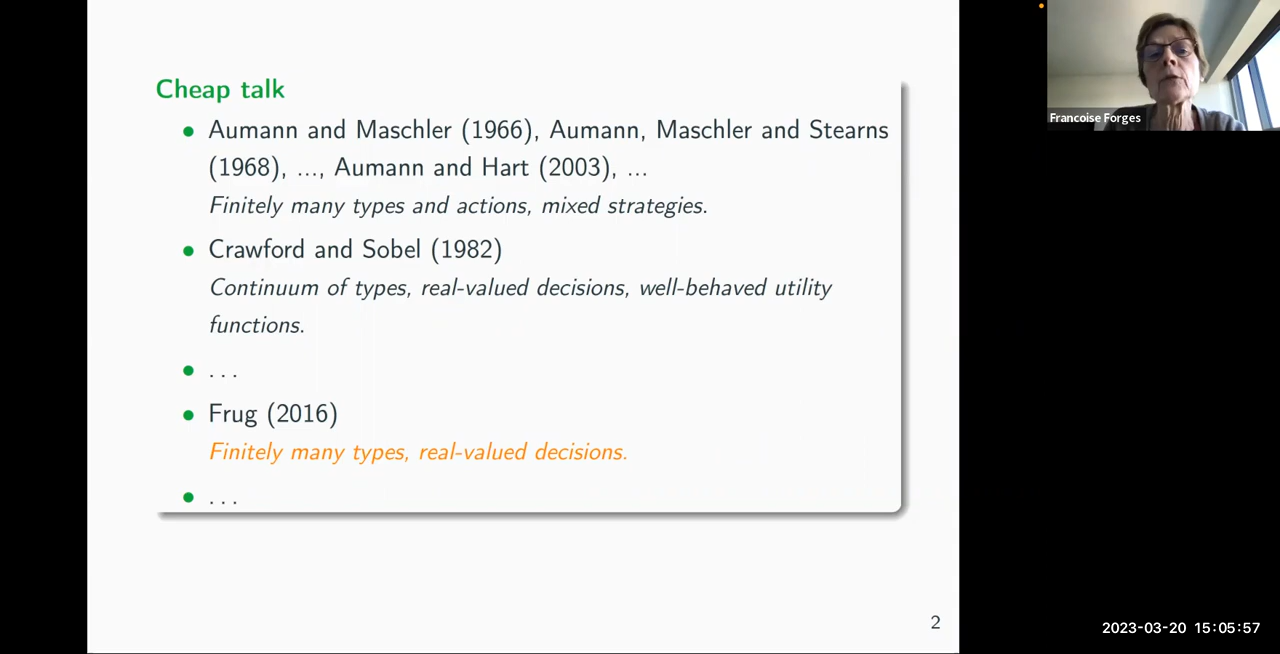 Cheap talk
• Aumann and Maschler (1966), Aumann, Maschler and Stearns
(1968), ..., Aumann and Hart (2003), ...
Finitely many types and actions, mixed strategies.
• Crawford and Sobel (1982)
Continuum of types, real-valued decisions, well-behaved utility
functions.
• ...
• Frug (2016)
Finitely many types, real-valued decisions.
• ...
2
Francoise Forges
2023-03-20 15:05:57